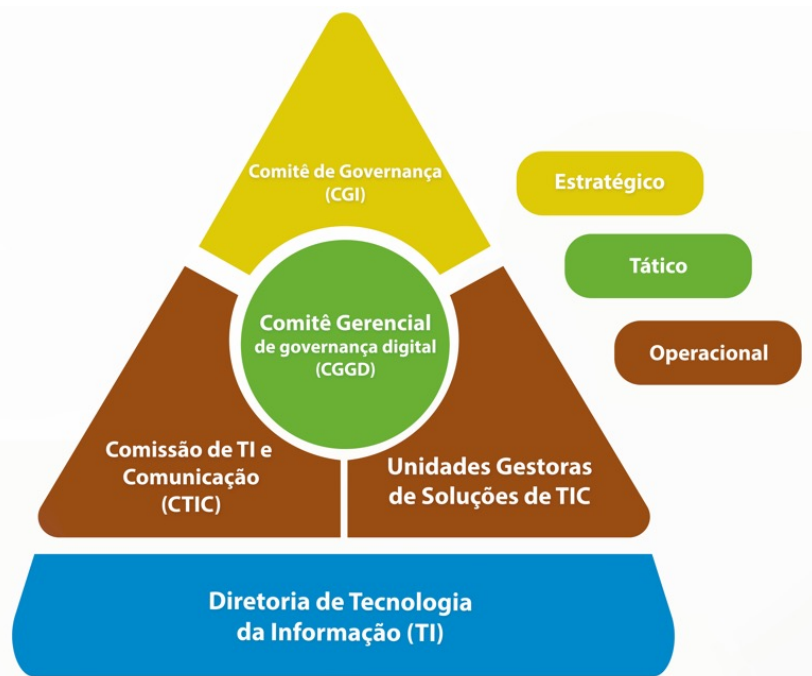 Comitê de Governança
(CGI)
Estratégico
Tático
Comitê Gerencial
de governança digital
(CGGD)
Operacional
Comissão de TI e
Comunicação
(CTIC)
Unidades Gestoras
de Soluções de TIC
Diretoria de Tecnologia
da Informação (TI)